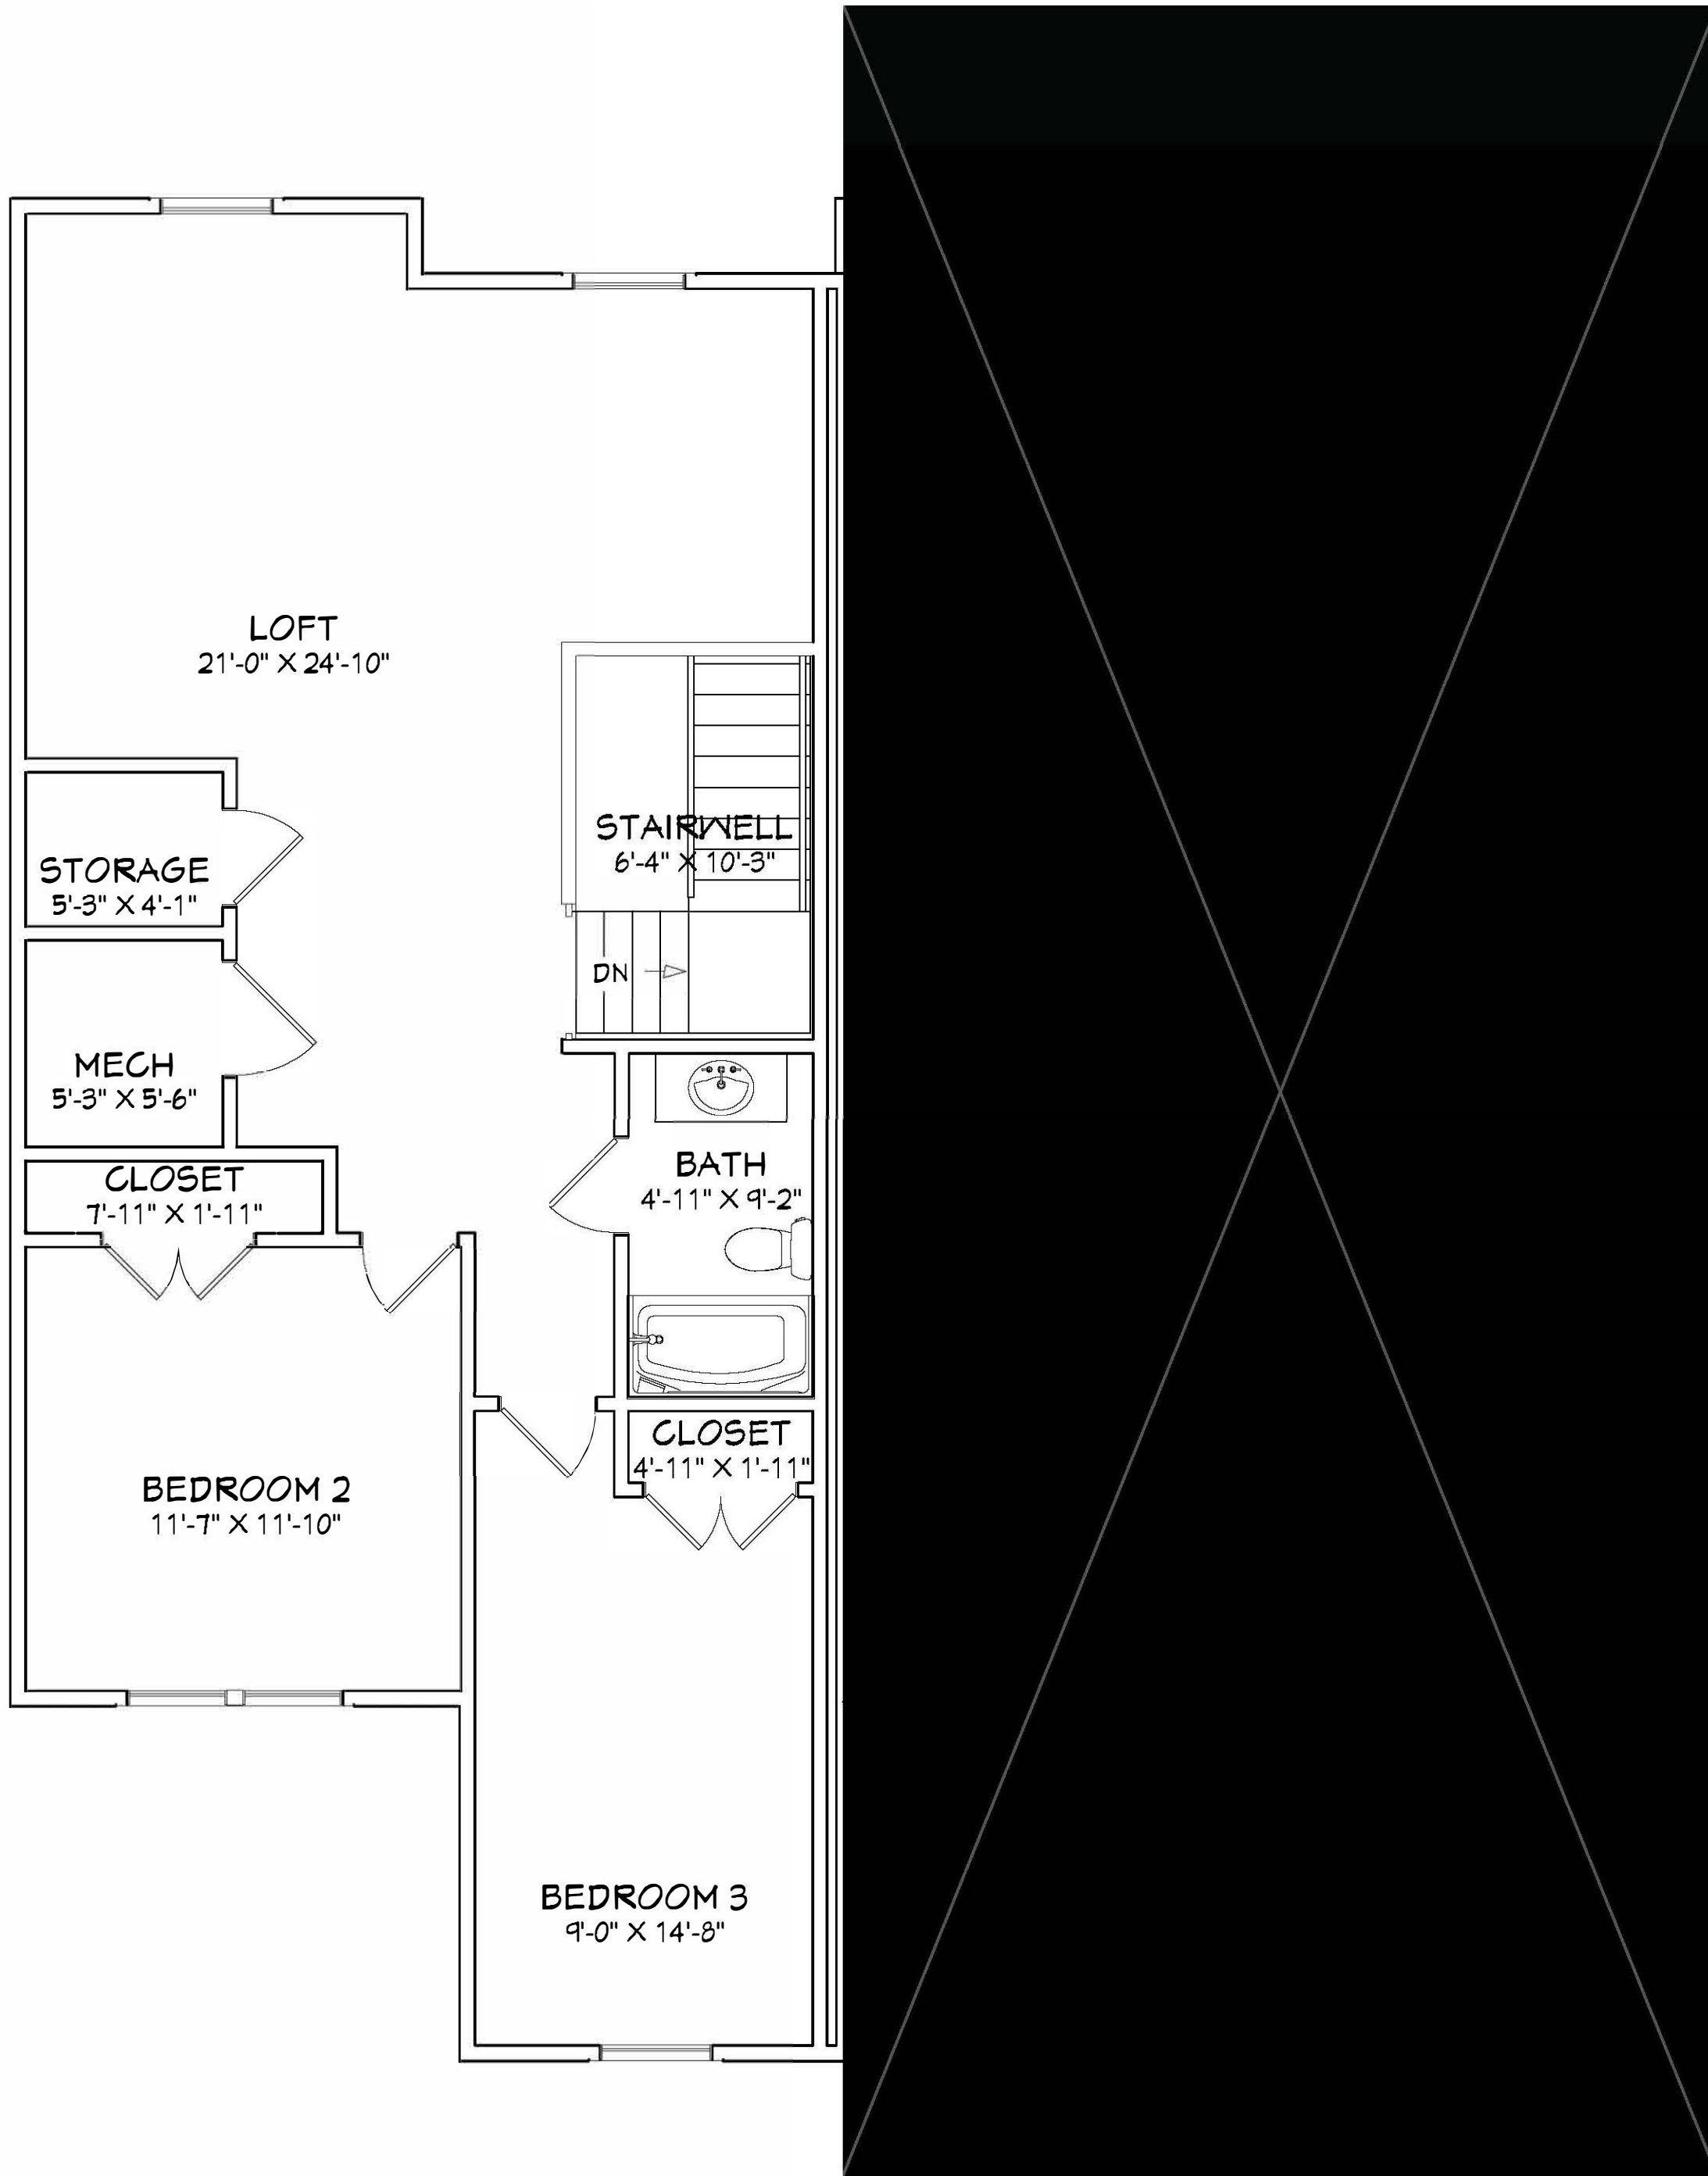 LOFT
21'-0" X 24'-10"
STAIRWELL
6'-4" X 10'-3"
STORAGE
5'-3" X 4'-1"
DN
MECH
5'-3" X 5'-6"
CLOSET
7'-11" X 1'-11"
BATH
4'-11" X 9'-2"
CLOSET
4'-11" X 1'-11"
BEDROOM 2
11'-7" X 11'-10"
BEDROOM 3
9'-0" X 14'-8"